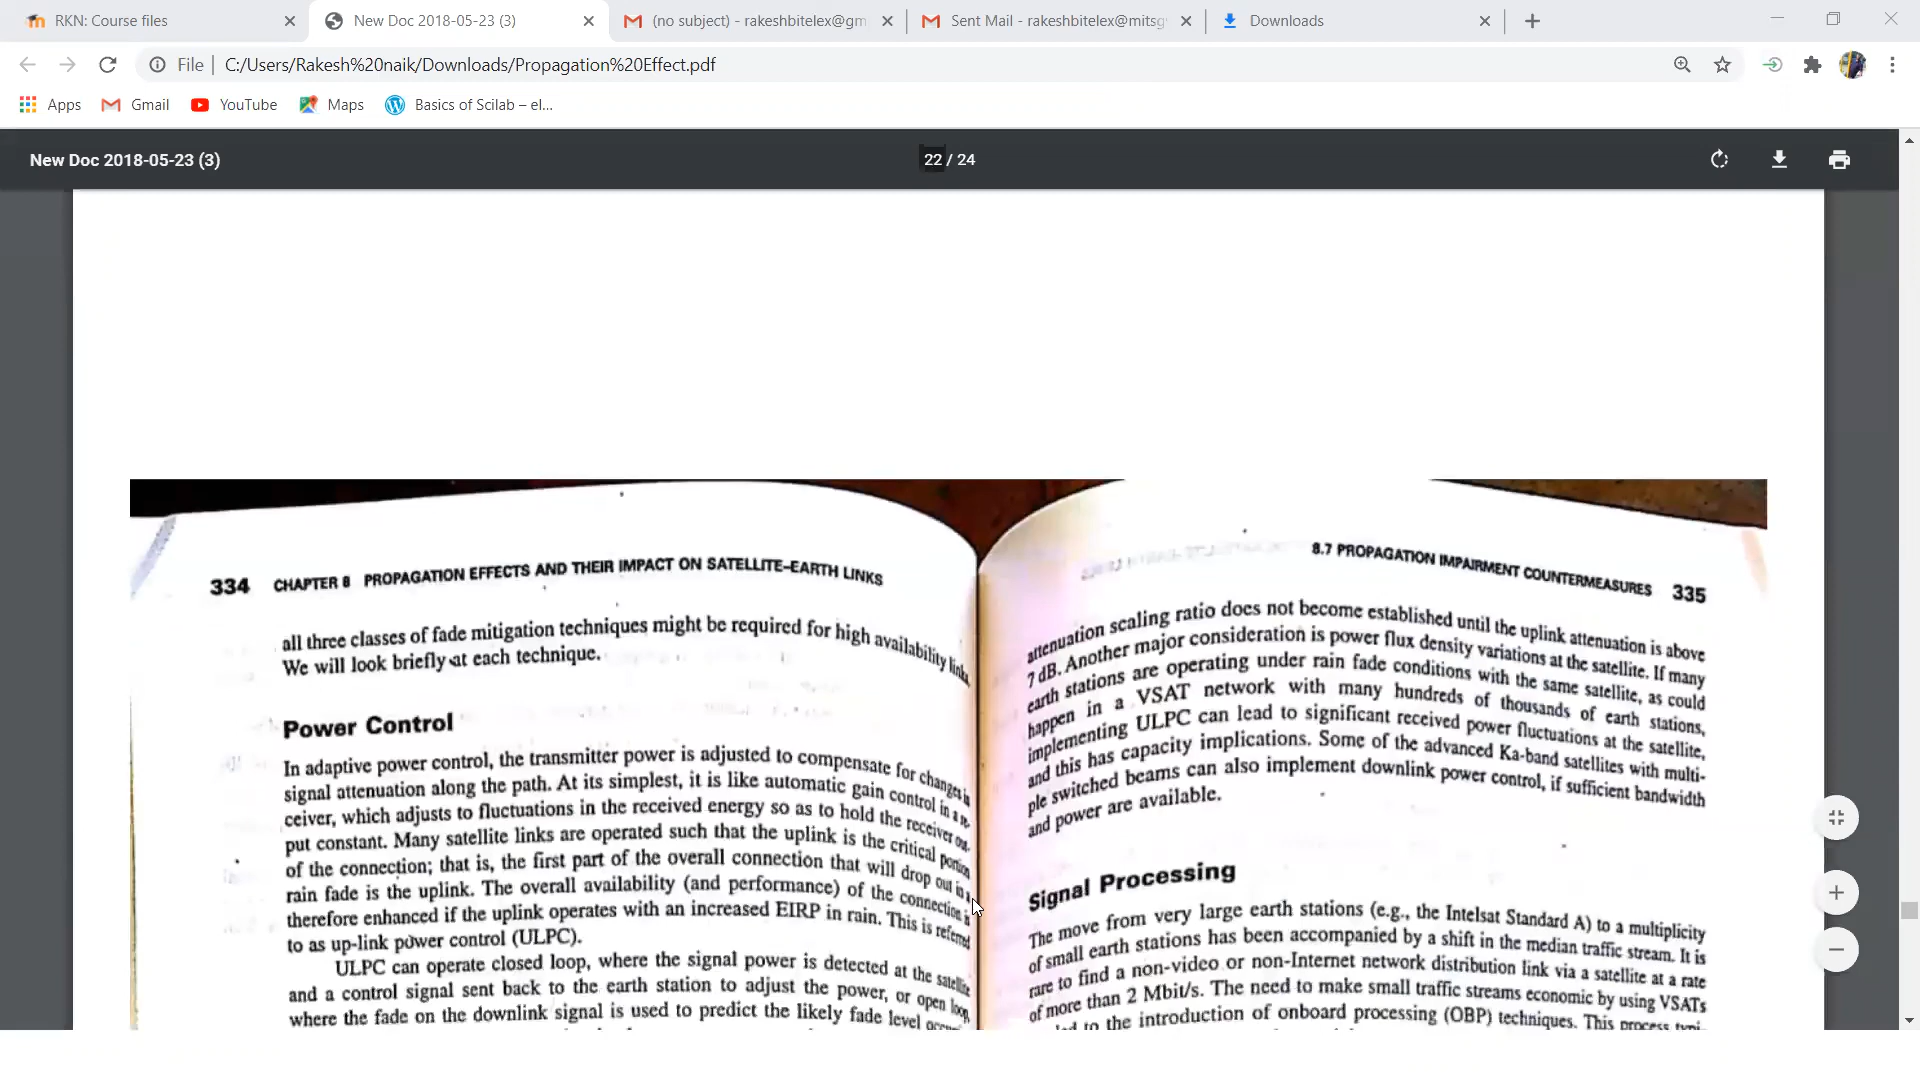 RKN: Course files
New Doc 2018-05-23 (3)
(no subject) - rakeshbitelex@gm
Sent Mail - rakeshbitelex@mitsg
Downloads
File
C:/Users/Rakesh%20naik/Downloads/Propagation%20Effect.pdf
Apps
Gmail
YouTube
Maps
Basics of Scilab – el...
New Doc 2018-05-23 (3)
22 / 24
334 CHAPTER 8 PROPAGATION EFFECTS AND THEIR IMPACT ON SATELLITE–EARTH LINKS
all three classes of fade mitigation techniques might be required for high availability links.
We will look briefly at each technique.
Power Control
In adaptive power control, the transmitter power is adjusted to compensate for changes in
signal attenuation along the path. At its simplest, it is like automatic gain control in a re-
ceiver, which adjusts to fluctuations in the received energy so as to hold the receiver out-
put constant. Many satellite links are operated such that the uplink is the critical portion
of the connection; that is, the first part of the overall connection that will drop out in a
rain fade is the uplink. The overall availability (and performance) of the connection is
therefore enhanced if the uplink operates with an increased EIRP in rain. This is referred
to as up-link power control (ULPC).
ULPC can operate closed loop, where the signal power is detected at the satellite
and a control signal sent back to the earth station to adjust the power, or open loop,
where the fade on the downlink signal is used to predict the likely fade level
8.7 PROPAGATION IMPAIRMENT COUNTERMEASURES 335
attenuation scaling ratio does not become established until the uplink attenuation is above
7 dB. Another major consideration is power flux density variations at the satellite. If many
earth stations are operating under rain fade conditions with the same satellite, as could
happen in a VSAT network with many hundreds of thousands of earth stations,
implementing ULPC can lead to significant received power fluctuations at the satellite,
and this has capacity implications. Some of the advanced Ka-band satellites with multi-
ple switched beams can also implement downlink power control, if sufficient bandwidth
and power are available.
Signal Processing
The move from very large earth stations (e.g., the Intelsat Standard A) to a multiplicity
of small earth stations has been accompanied by a shift in the median traffic stream. It is
rare to find a non-video or non-Internet network distribution link via a satellite at a rate
of more than 2 Mbit/s. The need to make small traffic streams economic by using VSATs
to the introduction of onboard processing (OBP) techniques. This process